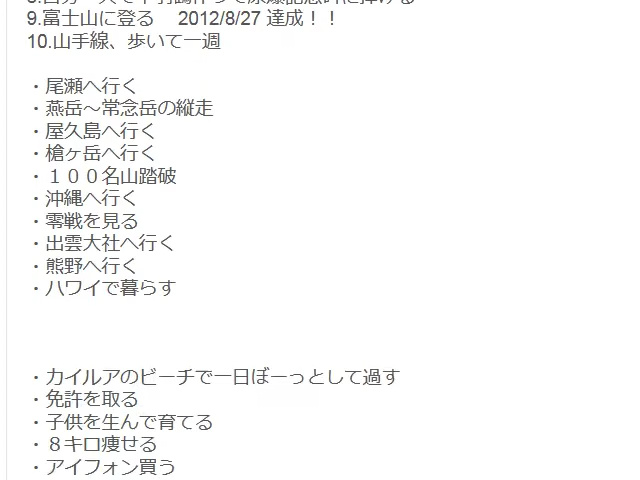 9.富士山に登る　2012/8/27 達成！！
10.山手線、歩いて一週
・尾瀬へ行く
・燕岳～常念岳の縦走
・屋久島へ行く
・槍ヶ岳へ行く
・１００名山踏破
・沖縄へ行く
・零戦を見る
・出雲大社へ行く
・熊野へ行く
・ハワイで暮らす
・カイルアのビーチで一日ぼーっとして過す
・免許を取る
・子供を生んで育てる
・８キロ痩せる
・アイフォン買う